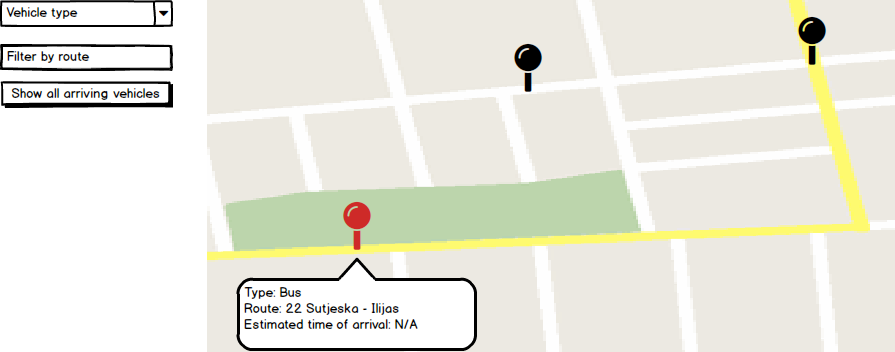 Vehicle type
Filter by route
Show all arriving vehicles
Type: Bus
Route: 22 Sutjeska - Ilijas
Estimated time of arrival: N/A